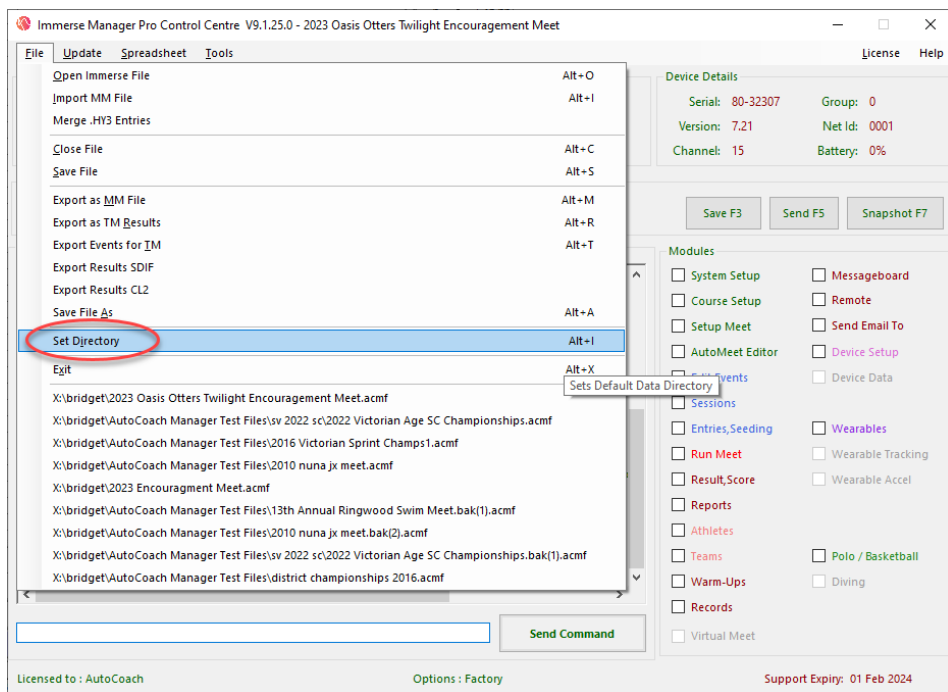 Immerse Manager Pro Control Centre V9.1.25.0 - 2023 Oasis Otters Twilight Encouragement Meet
File Update Spreadsheet Tools License Help
Open Immerse File Alt+O
Import MM File Alt+I
Merge .HY3 Entries
Close File Alt+C
Save File Alt+S
Export as MM File Alt+M
Export as TM Results Alt+R
Export Events for TM Alt+T
Export Results SDIF
Export Results CL2
Save File As Alt+A
Set Directory Alt+I
Exit Alt+X
Sets Default Data Directory
X:\bridget\2023 Oasis Otters Twilight Encouragement Meet.acmf
X:\bridget\AutoCoach Manager Test Files\sv 2022 sc\2022 Victorian Age SC Championships.acmf
X:\bridget\AutoCoach Manager Test Files\2016 Victorian Sprint Champs1.acmf
X:\bridget\AutoCoach Manager Test Files\2010 nuna jx meet.acmf
X:\bridget\2023 Encouragment Meet.acmf
X:\bridget\AutoCoach Manager Test Files\13th Annual Ringwood Swim Meet.bak(1).acmf
X:\bridget\AutoCoach Manager Test Files\2010 nuna jx meet.bak(2).acmf
X:\bridget\AutoCoach Manager Test Files\sv 2022 sc\2022 Victorian Age SC Championships.bak(1).acmf
X:\bridget\AutoCoach Manager Test Files\district championships 2016.acmf
Device Details
Serial: 80-32307 Group: 0
Version: 7.21 Net Id: 0001
Channel: 15 Battery: 0%
Save F3 Send F5 Snapshot F7
Modules
System Setup Messageboard
Course Setup Remote
Setup Meet Send Email To
AutoMeet Editor Device Setup
Events Device Data
Sessions
Entries,Seeding Wearables
Run Meet Wearable Tracking
Result,Score Wearable Accel
Reports
Athletes
Teams Polo / Basketball
Warm-Ups Diving
Records
Virtual Meet
Send Command
Licensed to : AutoCoach Options : Factory Support Expiry: 01 Feb 2024